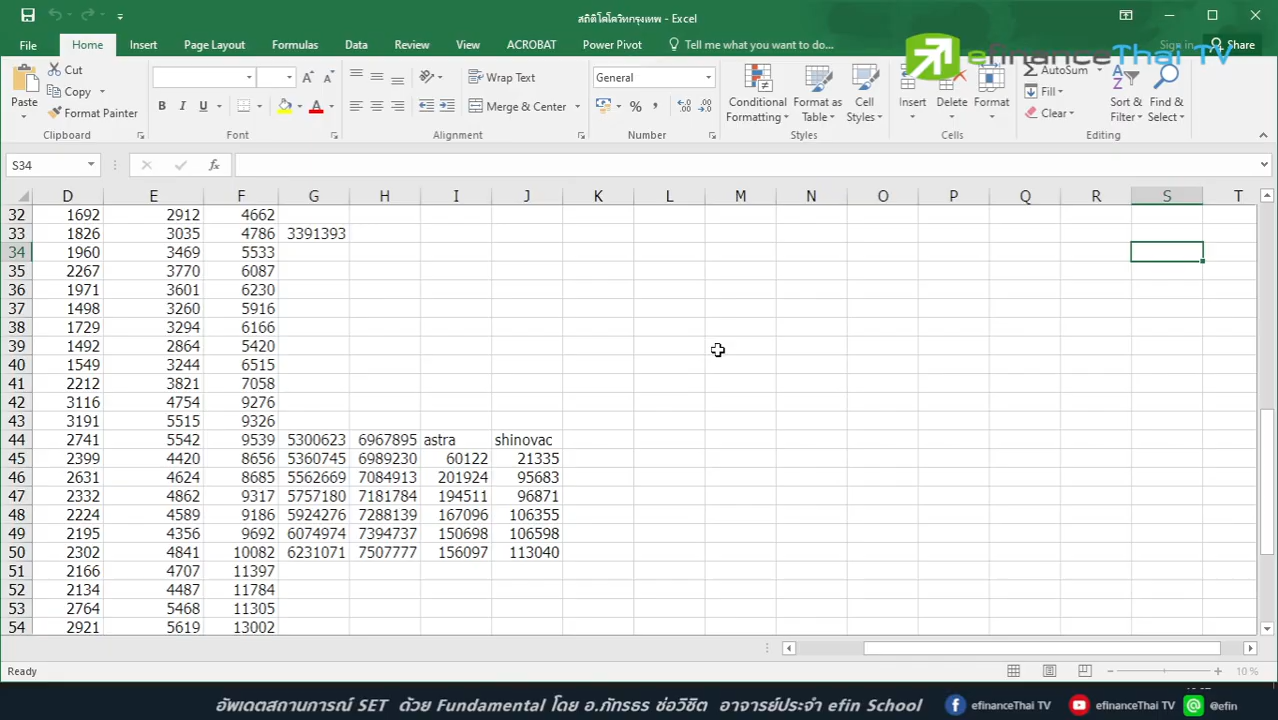 สถิติโตโควิทกรุงเทพ - Excel
File Home Insert Page Layout Formulas Data Review View ACROBAT Power Pivot Tell me what you want to do... Sign in Share
efinanceThai TV
Paste Cut Copy Format Painter
Wrap Text Merge & Center
General % ,
Conditional Formatting Format as Table Cell Styles
Insert Delete Format
AutoSum Fill Clear Sort & Filter Find & Select
Clipboard Font Alignment Number Styles Cells Editing
S34 fx
D E F G H I J K L M N O P Q R S T
32 1692 2912 4662
33 1826 3035 4786 3391393
34 1960 3469 5533
35 2267 3770 6087
36 1971 3601 6230
37 1498 3260 5916
38 1729 3294 6166
39 1492 2864 5420
40 1549 3244 6515
41 2212 3821 7058
42 3116 4754 9276
43 3191 5515 9326
44 2741 5542 9539 5300623 6967895 astra shinovac
45 2399 4420 8656 5360745 6989230 60122 21335
46 2631 4624 8685 5562669 7084913 201924 95683
47 2332 4862 9317 5757180 7181784 194511 96871
48 2224 4589 9186 5924276 7288139 167096 106355
49 2195 4356 9692 6074974 7394737 150698 106598
50 2302 4841 10082 6231071 7507777 156097 113040
51 2166 4707 11397
52 2134 4487 11784
53 2764 5468 11305
54 2921 5619 13002
Ready 10 %
อัพเดตสถานการณ์ SET ด้วย Fundamental โดย อ.ภัทรธร ช่อวิชิต อาจารย์ประจำ efin School efinanceThai TV efinanceThai TV @efin